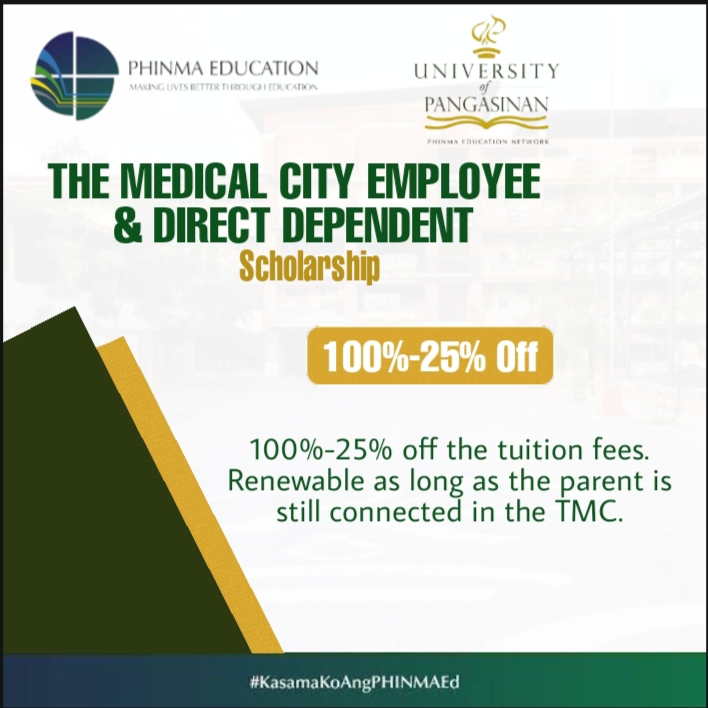 PHINMA EDUCATION
MAKING LIVES BETTER THROUGH EDUCATION
UNIVERSITY
of
PANGASINAN
PHINMA EDUCATION NETWORK
THE MEDICAL CITY EMPLOYEE
& DIRECT DEPENDENT
Scholarship
100%-25% Off
100%-25% off the tuition fees.
Renewable as long as the parent is
still connected in the TMC.
#KasamaKoAngPHINMAEd